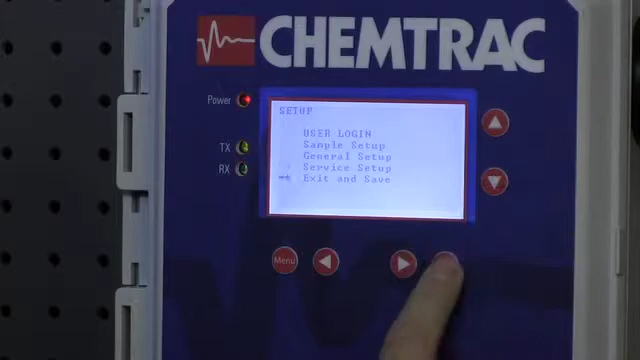 CHEMTRAC
Power
SETUP
USER LOGIN
Sample Setup
General Setup
Service Setup
Exit and Save
TX
RX
Menu